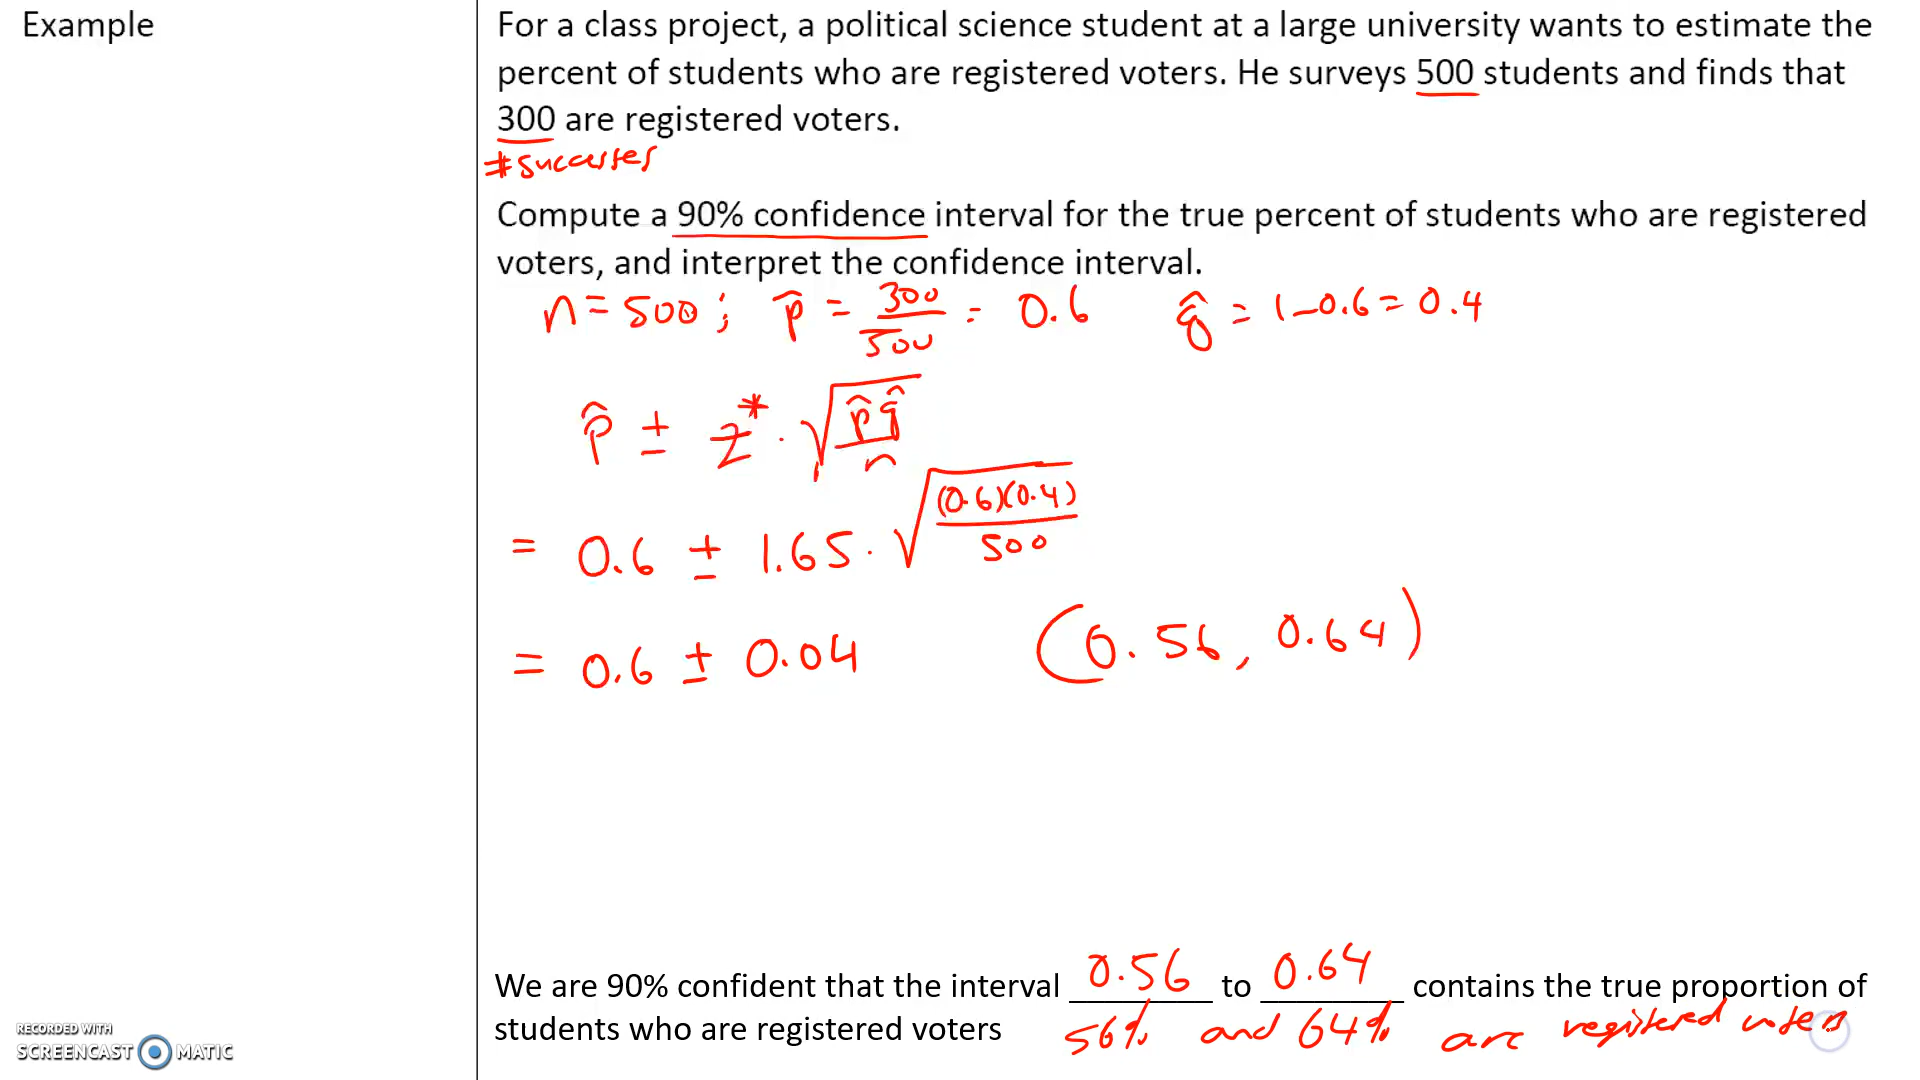 Example
For a class project, a political science student at a large university wants to estimate the
percent of students who are registered voters. He surveys 500 students and finds that
300 are registered voters.
#successes
Compute a 90% confidence interval for the true percent of students who are registered
voters, and interpret the confidence interval.
n = 500 ; p̂ = 300/500 = 0.6 q̂ = 1-0.6 = 0.4
p̂ ± z* · √(p̂q̂/n)
= 0.6 ± 1.65 · √((0.6)(0.4)/500)
= 0.6 ± 0.04 (0.56, 0.64)
We are 90% confident that the interval 0.56 to 0.64 contains the true proportion of
students who are registered voters 56% and 64% are registered voters
RECORDED WITH
SCREENCAST MATIC